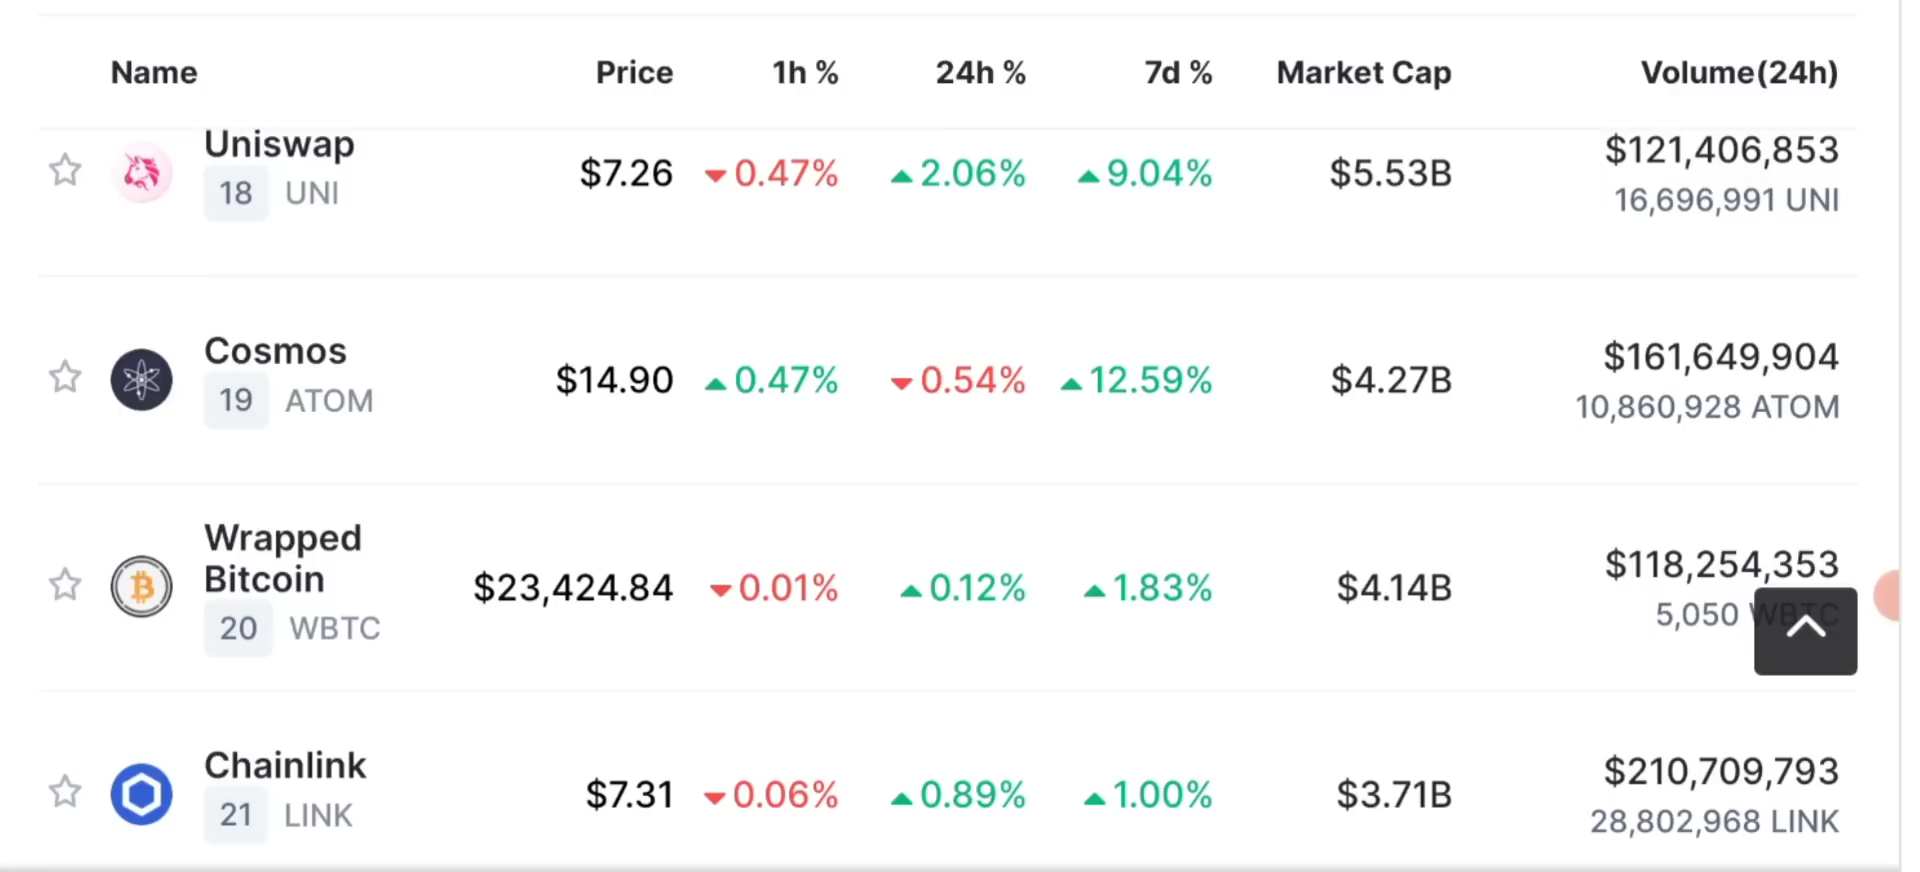 Name Price 1h % 24h % 7d % Market Cap Volume(24h)
Uniswap
18 UNI $7.26 0.47% 2.06% 9.04% $5.53B $121,406,853
16,696,991 UNI
Cosmos
19 ATOM $14.90 0.47% 0.54% 12.59% $4.27B $161,649,904
10,860,928 ATOM
Wrapped
Bitcoin
20 WBTC $23,424.84 0.01% 0.12% 1.83% $4.14B $118,254,353
5,050 WBTC
Chainlink
21 LINK $7.31 0.06% 0.89% 1.00% $3.71B $210,709,793
28,802,968 LINK